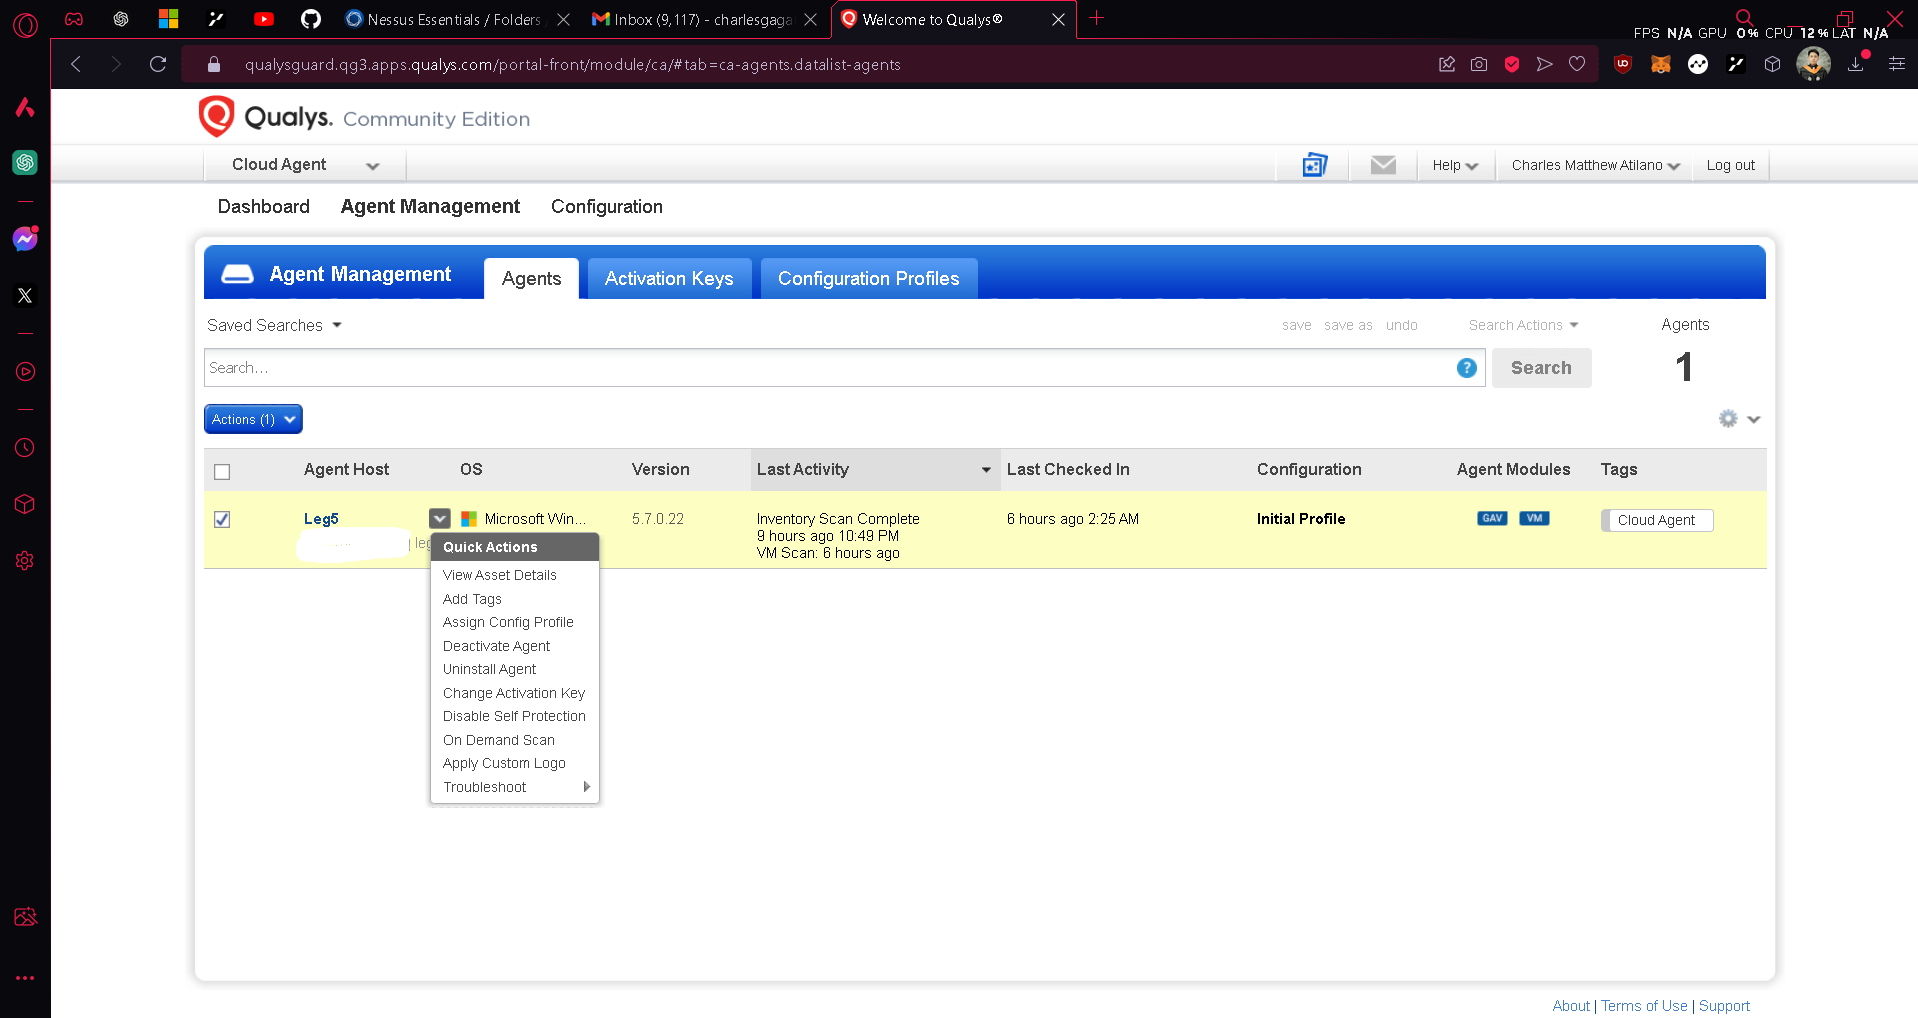 Nessus Essentials / Folders
Inbox (9,117) - charlesgaga
Welcome to Qualys®
FPS N/A GPU 0% CPU 12% LAT N/A
qualysguard.qg3.apps.qualys.com/portal-front/module/ca/#tab=ca-agents.datalist-agents
Qualys. Community Edition
Cloud Agent
Help
Charles Matthew Atilano
Log out
Dashboard
Agent Management
Configuration
Agent Management
Agents
Activation Keys
Configuration Profiles
Saved Searches
save
save as
undo
Search Actions
Agents
Search...
?
Search
1
Actions (1)
Agent Host
OS
Version
Last Activity
Last Checked In
Configuration
Agent Modules
Tags
Leg5
Microsoft Win...
5.7.0.22
Inventory Scan Complete
9 hours ago 10:49 PM
VM Scan: 6 hours ago
6 hours ago 2:25 AM
Initial Profile
GAV
VM
Cloud Agent
Quick Actions
View Asset Details
Add Tags
Assign Config Profile
Deactivate Agent
Uninstall Agent
Change Activation Key
Disable Self Protection
On Demand Scan
Apply Custom Logo
Troubleshoot
About | Terms of Use | Support